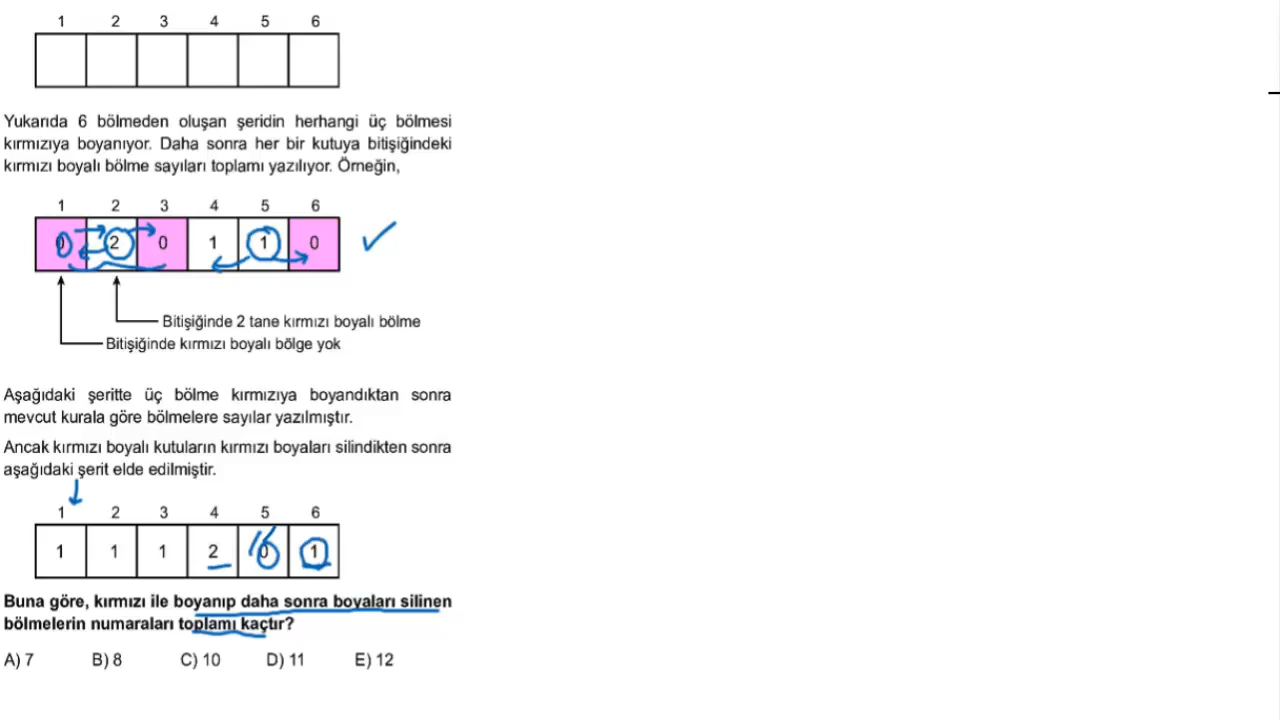 1 2 3 4 5 6
Yukarıda 6 bölmeden oluşan şeridin herhangi üç bölmesi
kırmızıya boyanıyor. Daha sonra her bir kutuya bitişiğindeki
kırmızı boyalı bölme sayıları toplamı yazılıyor. Örneğin,
1 2 3 4 5 6
0 2 0 1 1 0
Bitişiğinde 2 tane kırmızı boyalı bölme
Bitişiğinde kırmızı boyalı bölge yok
Aşağıdaki şeritte üç bölme kırmızıya boyandıktan sonra
mevcut kurala göre bölmelere sayılar yazılmıştır.
Ancak kırmızı boyalı kutuların kırmızı boyaları silindikten sonra
aşağıdaki şerit elde edilmiştir.
1 2 3 4 5 6
1 1 1 2 0 1
Buna göre, kırmızı ile boyanıp daha sonra boyaları silinen
bölmelerin numaraları toplamı kaçtır?
A) 7 B) 8 C) 10 D) 11 E) 12